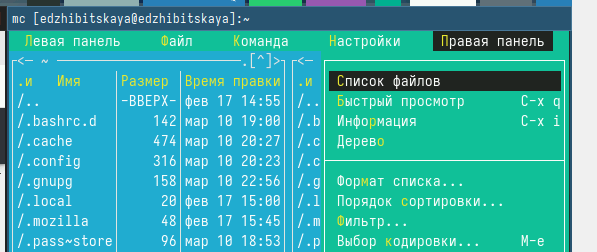 mc [edzhibitskaya@edzhibitskaya]:~
Левая панель Файл Команда Настройки Правая панель
<— ~ .[^]> <—
.и Имя Размер Время правки .и Список файлов
/.. -ВВЕРХ- фев 17 14:55 /.. Быстрый просмотр C-x q
/.bashrc.d 142 мар 10 19:00 /.b Информация C-x i
/.cache 474 мар 10 20:27 /.c Дерево
/.config 316 мар 10 20:23 /.c
/.gnupg 158 мар 10 22:56 /.g Формат списка...
/.local 20 фев 17 15:00 /.l Порядок сортировки...
/.mozilla 48 фев 17 15:45 /.m Фильтр...
/.pass~store 96 мар 10 18:53 /.p Выбор кодировки... M-e